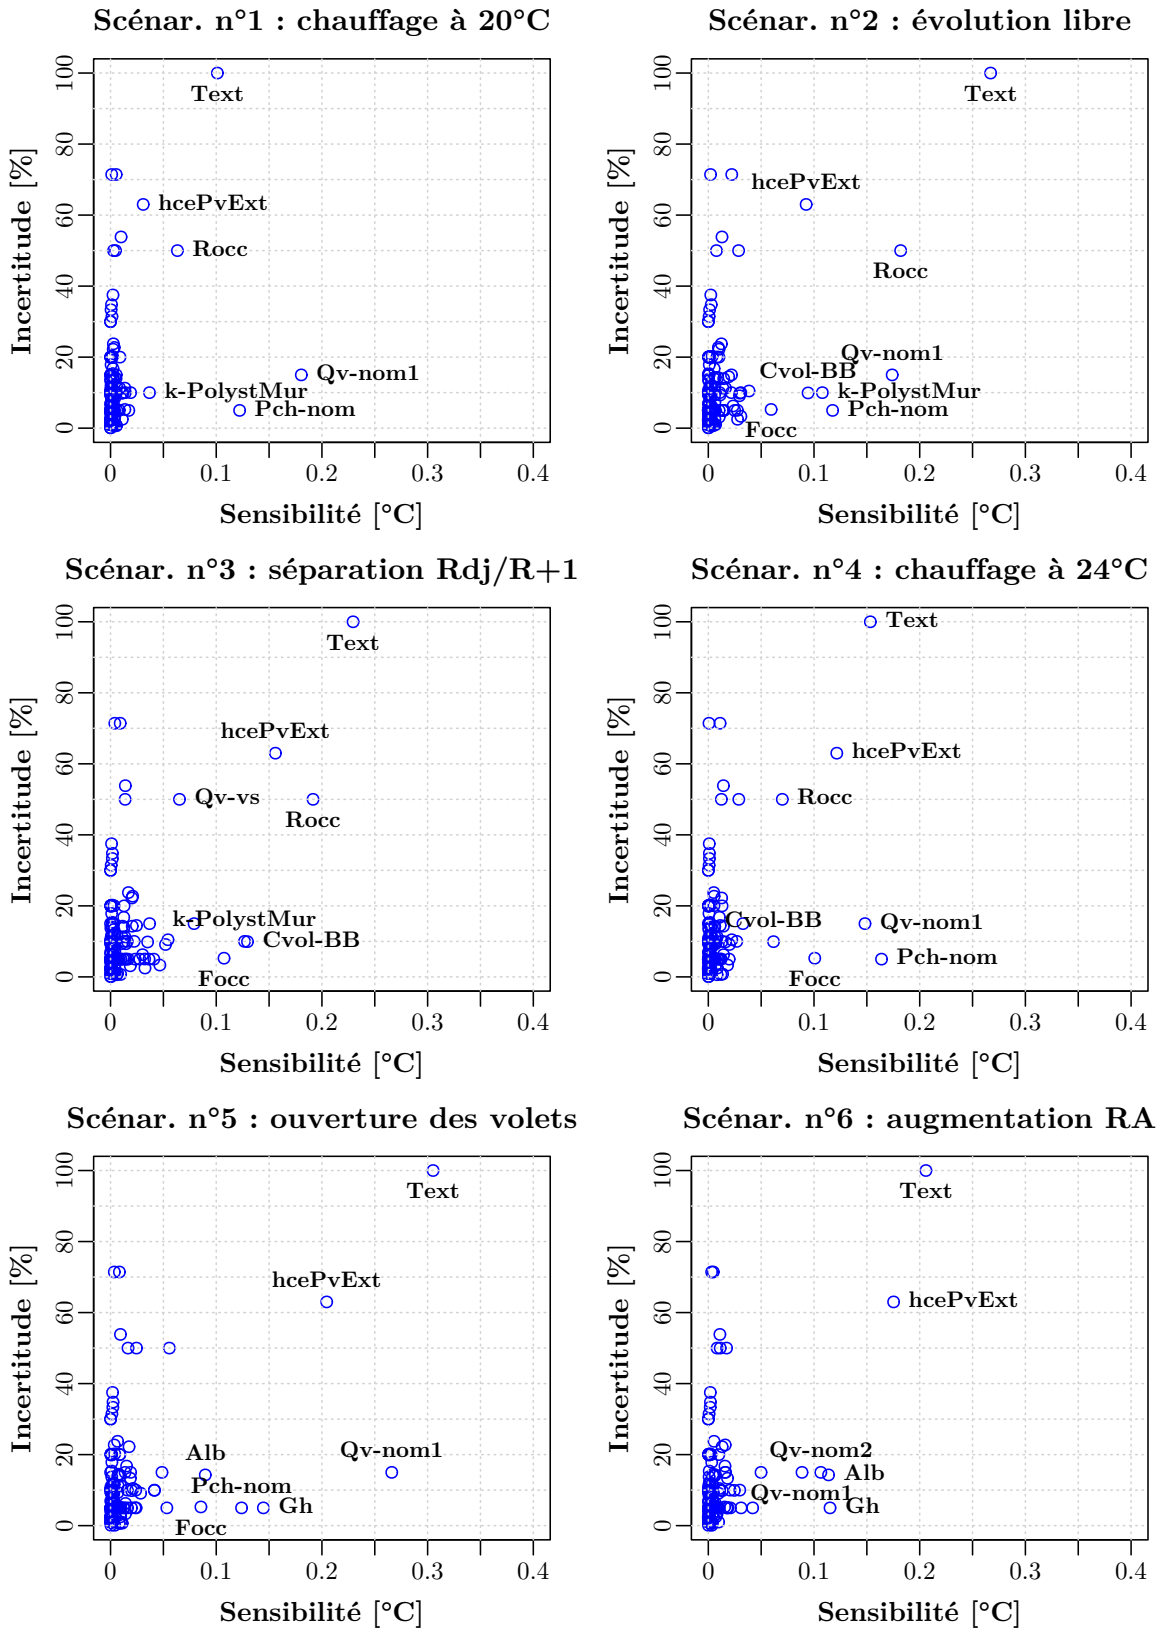 Scénar. n°1 : chauffage à 20°C
Incertitude [%]
100
80
60
40
20
0
Text
hcePvExt
Rocc
Qv-nom1
k-PolystMur
Pch-nom
0 0.1 0.2 0.3 0.4
Sensibilité [°C]
Scénar. n°2 : évolution libre
Incertitude [%]
100
80
60
40
20
0
Text
hcePvExt
Rocc
Qv-nom1
Cvol-BB
k-PolystMur
Pch-nom
Focc
0 0.1 0.2 0.3 0.4
Sensibilité [°C]
Scénar. n°3 : séparation Rdj/R+1
Incertitude [%]
100
80
60
40
20
0
Text
hcePvExt
Qv-vs
Rocc
k-PolystMur
Cvol-BB
Focc
0 0.1 0.2 0.3 0.4
Sensibilité [°C]
Scénar. n°4 : chauffage à 24°C
Incertitude [%]
100
80
60
40
20
0
Text
hcePvExt
Rocc
Cvol-BB
Qv-nom1
Pch-nom
Focc
0 0.1 0.2 0.3 0.4
Sensibilité [°C]
Scénar. n°5 : ouverture des volets
Incertitude [%]
100
80
60
40
20
0
Text
hcePvExt
Alb
Qv-nom1
Pch-nom
Gh
Focc
0 0.1 0.2 0.3 0.4
Sensibilité [°C]
Scénar. n°6 : augmentation RA
Incertitude [%]
100
80
60
40
20
0
Text
hcePvExt
Qv-nom2
Alb
Qv-nom1
Gh
0 0.1 0.2 0.3 0.4
Sensibilité [°C]